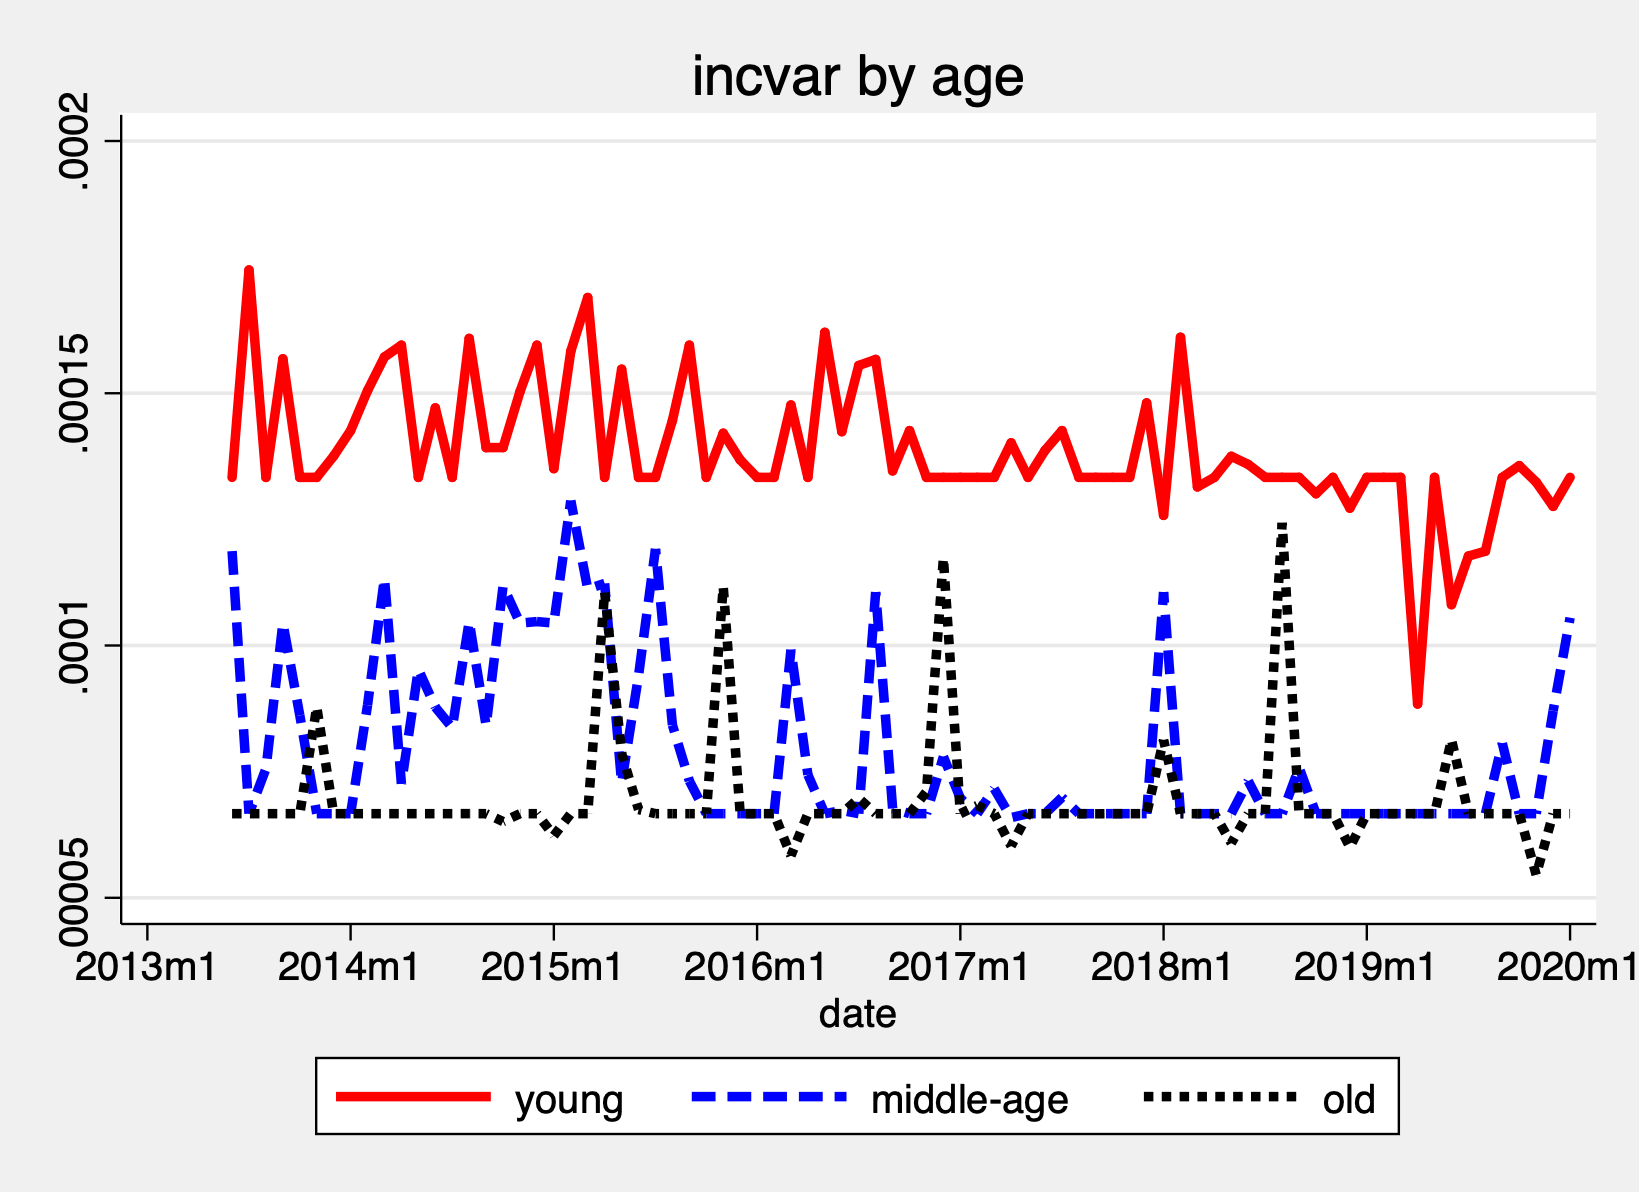 incvar by age
.0002
.00015
.0001
.00005
2013m1 2014m1 2015m1 2016m1 2017m1 2018m1 2019m1 2020m1
date
young middle-age old